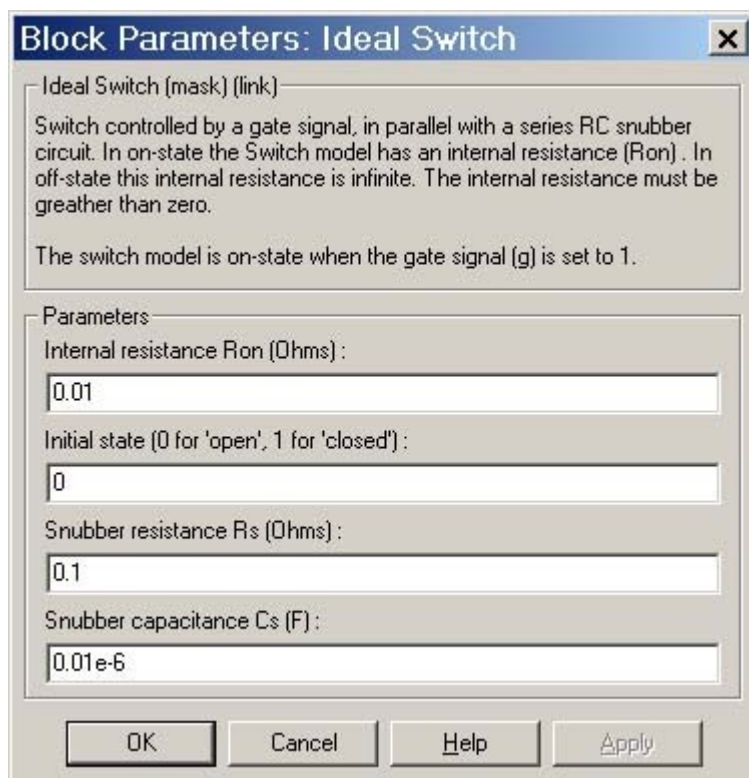 Block Parameters: Ideal Switch
Ideal Switch (mask) (link)
Switch controlled by a gate signal, in parallel with a series RC snubber
circuit. In on-state the Switch model has an internal resistance (Ron) . In
off-state this internal resistance is infinite. The internal resistance must be
greather than zero.
The switch model is on-state when the gate signal (g) is set to 1.
Parameters
Internal resistance Ron (Ohms) :
0.01
Initial state (0 for 'open', 1 for 'closed') :
0
Snubber resistance Rs (Ohms) :
0.1
Snubber capacitance Cs (F) :
0.01e-6
OK Cancel Help Apply